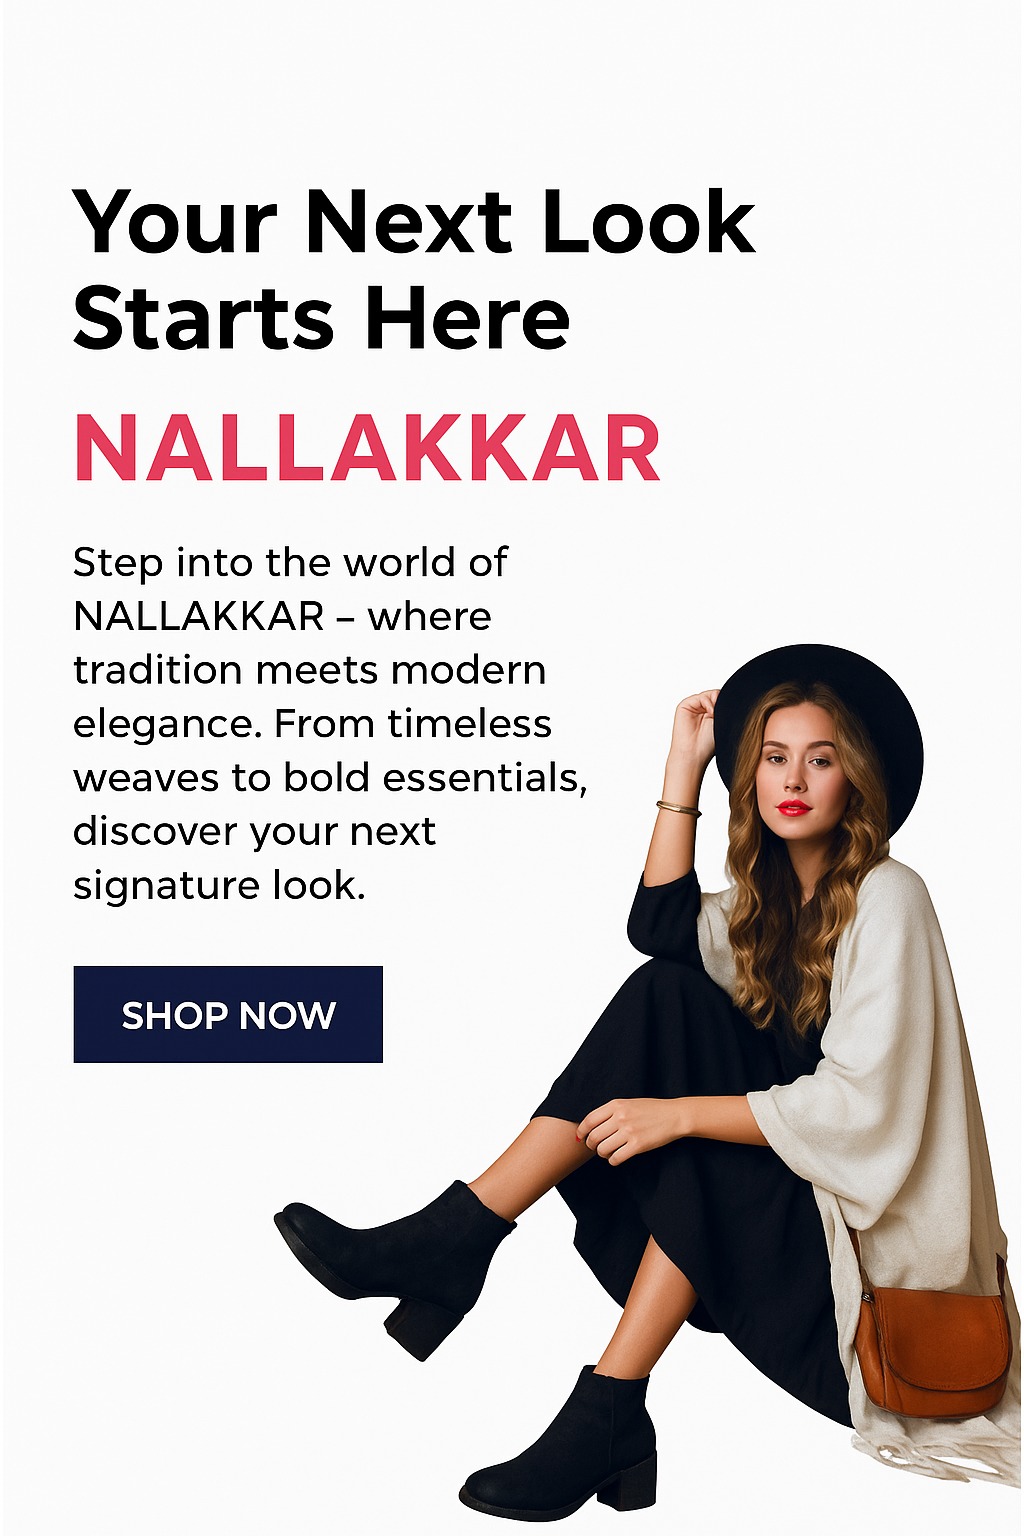 Your Next Look
Starts Here
NALLAKKAR
Step into the world of
NALLAKKAR – where
tradition meets modern
elegance. From timeless
weaves to bold essentials,
discover your next
signature look.
SHOP NOW